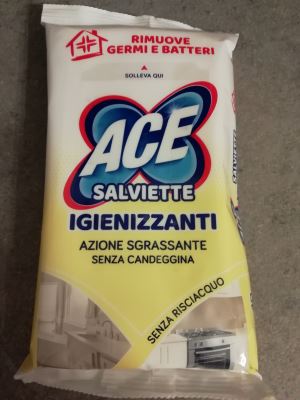 RIMUOVE
GERMI E BATTERI
SOLLEVA QUI
ACE
SALVIETTE
IGIENIZZANTI
AZIONE SGRASSANTE
SENZA CANDEGGINA
SENZA RISCIACQUO